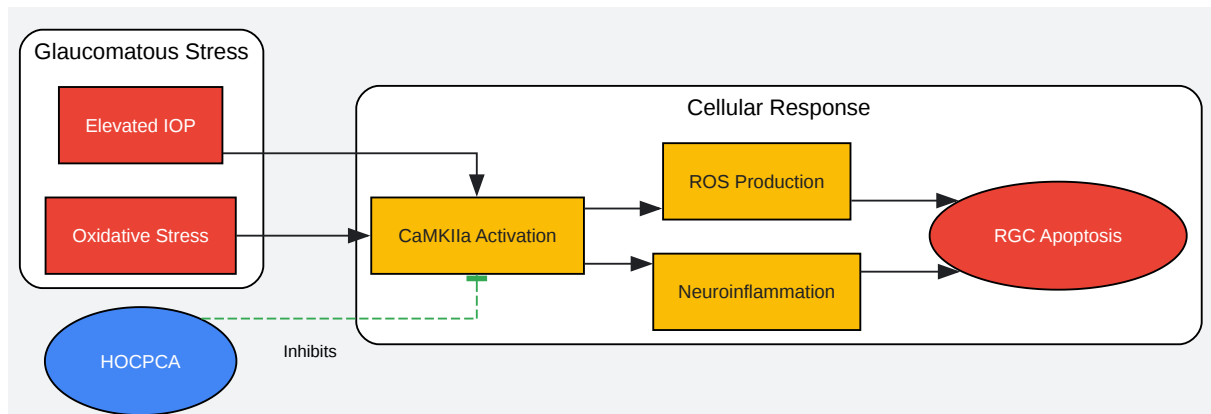 Glaucomatous Stress
Elevated IOP
Oxidative Stress
HOCPCA
Inhibits
Cellular Response
CaMKIIa Activation
ROS Production
Neuroinflammation
RGC Apoptosis